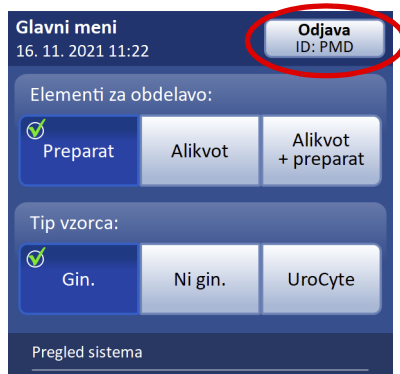 Glavni meni
16. 11. 2021 11:22
Odjava
ID: PMD
Elementi za obdelavo:
Preparat
Alikvot
Alikvot
+ preparat
Tip vzorca:
Gin.
Ni gin.
UroCyte
Pregled sistema